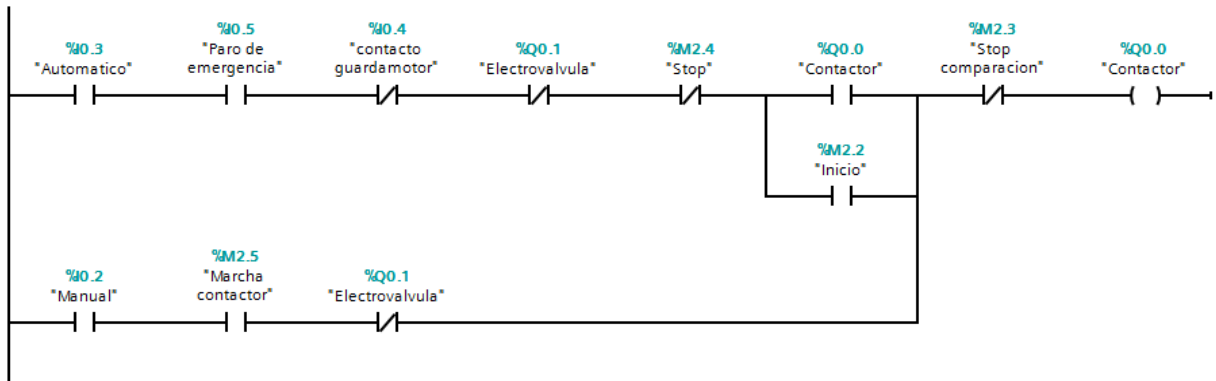 %I0.3
"Automatico"
%I0.5
"Paro de
emergencia"
%I0.4
"contacto
guardamotor"
%Q0.1
"Electrovalvula"
%M2.4
"Stop"
%Q0.0
"Contactor"
%M2.3
"Stop
comparacion"
%Q0.0
"Contactor"
%M2.2
"Inicio"
%I0.2
"Manual"
%M2.5
"Marcha
contactor"
%Q0.1
"Electrovalvula"